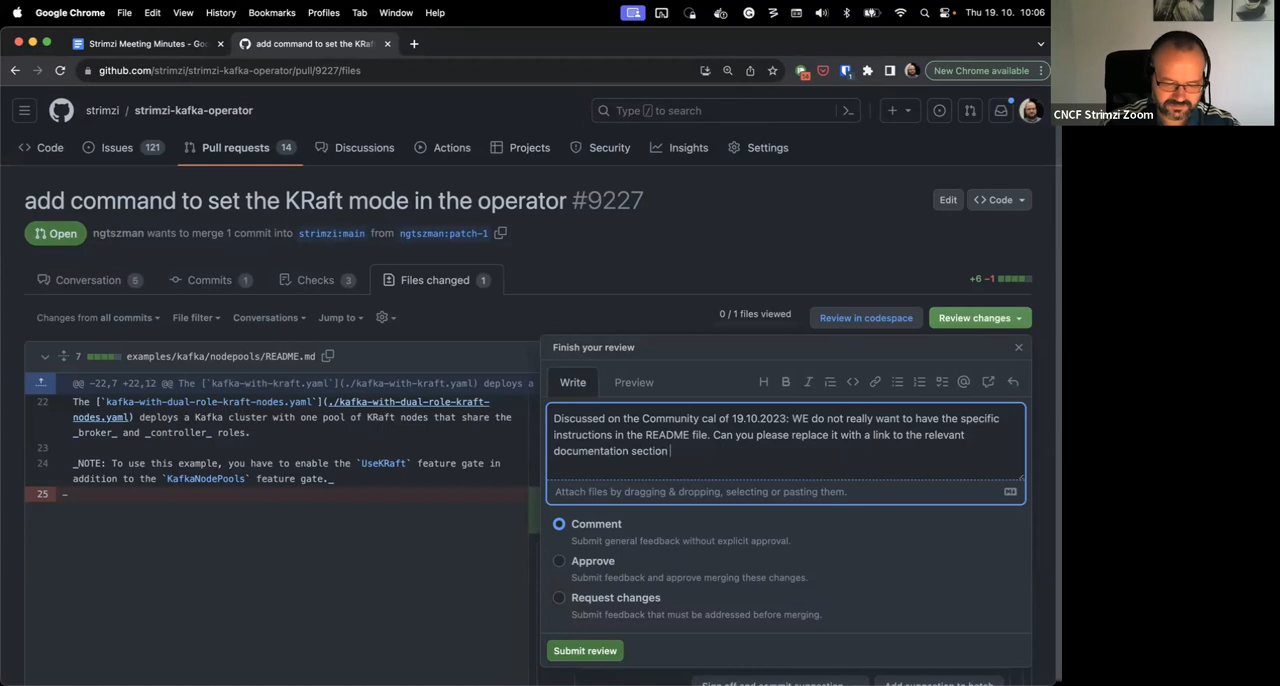 Google Chrome File Edit View History Bookmarks Profiles Tab Window Help Thu 19. 10. 10:06
Strimzi Meeting Minutes - Go
add command to set the KRaf
github.com/strimzi/strimzi-kafka-operator/pull/9227/files
New Chrome available
CNCF Strimzi Zoom
strimzi / strimzi-kafka-operator
Type / to search
Code Issues 121 Pull requests 14 Discussions Actions Projects Security Insights Settings
add command to set the KRaft mode in the operator #9227
Edit <> Code
Open ngtszman wants to merge 1 commit into strimzi:main from ngtszman:patch-1
Conversation 5 Commits 1 Checks 3 Files changed 1 +6 −1
Changes from all commits File filter Conversations Jump to 0 / 1 files viewed Review in codespace Review changes
7 examples/kafka/nodepools/README.md
@@ -22,7 +22,12 @@ The [`kafka-with-kraft.yaml`](./kafka-with-kraft.yaml) deploys a
22 The [`kafka-with-dual-role-kraft-nodes.yaml`](./kafka-with-dual-role-kraft-
nodes.yaml) deploys a Kafka cluster with one pool of KRaft nodes that share the
_broker_ and _controller_ roles.
23
24 _NOTE: To use this example, you have to enable the `UseKRaft` feature gate in
addition to the `KafkaNodePools` feature gate._
25 -
Finish your review
Write Preview
Discussed on the Community cal of 19.10.2023: WE do not really want to have the specific
instructions in the README file. Can you please replace it with a link to the relevant
documentation section
Attach files by dragging & dropping, selecting or pasting them.
Comment
Submit general feedback without explicit approval.
Approve
Submit feedback and approve merging these changes.
Request changes
Submit feedback that must be addressed before merging.
Submit review
Sign off and commit suggestion Add suggestion to batch